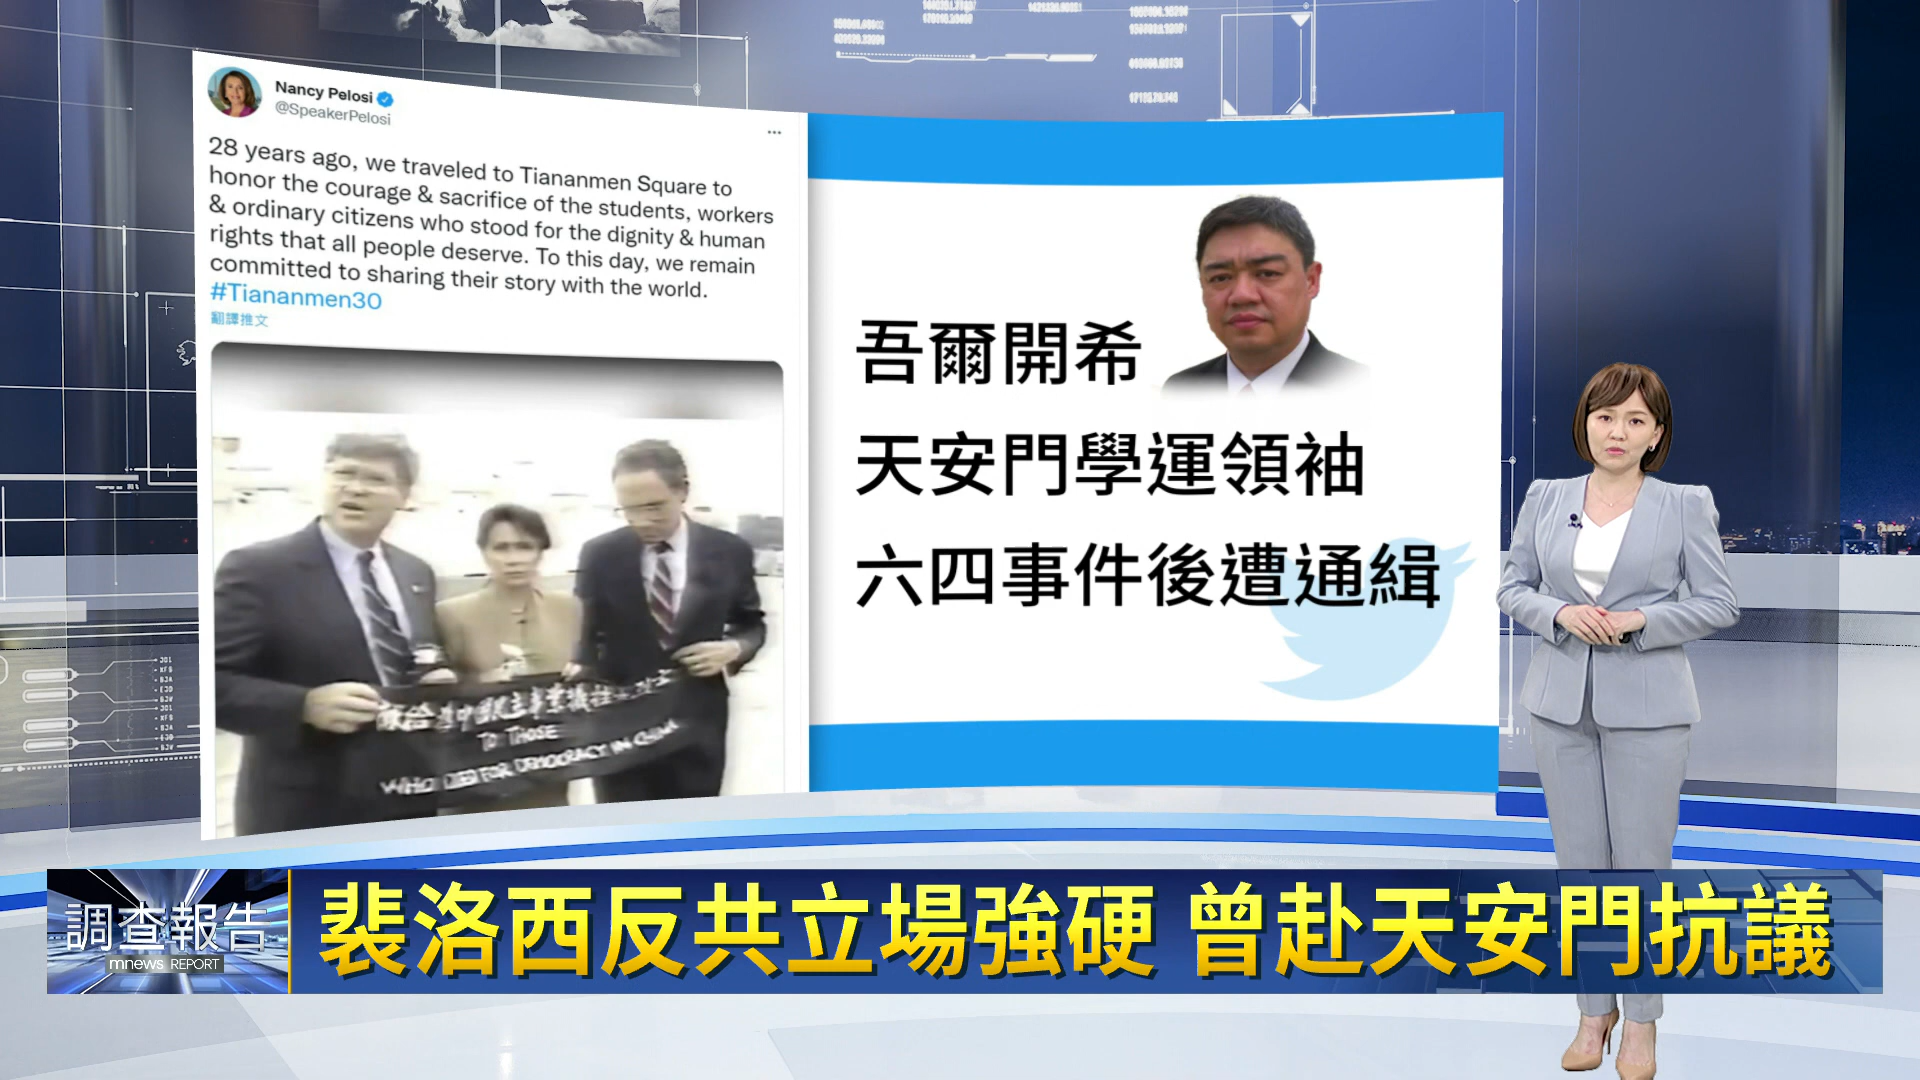 Nancy Pelosi
@SpeakerPelosi
28 years ago, we traveled to Tiananmen Square to
honor the courage & sacrifice of the students, workers
& ordinary citizens who stood for the dignity & human
rights that all people deserve. To this day, we remain
committed to sharing their story with the world.
#Tiananmen30
翻譯推文
TO THOSE
WHO DIED FOR DEMOCRACY IN CHINA
吾爾開希
天安門學運領袖
六四事件後遭通緝
調查報告
mnews REPORT
裴洛西反共立場強硬 曾赴天安門抗議